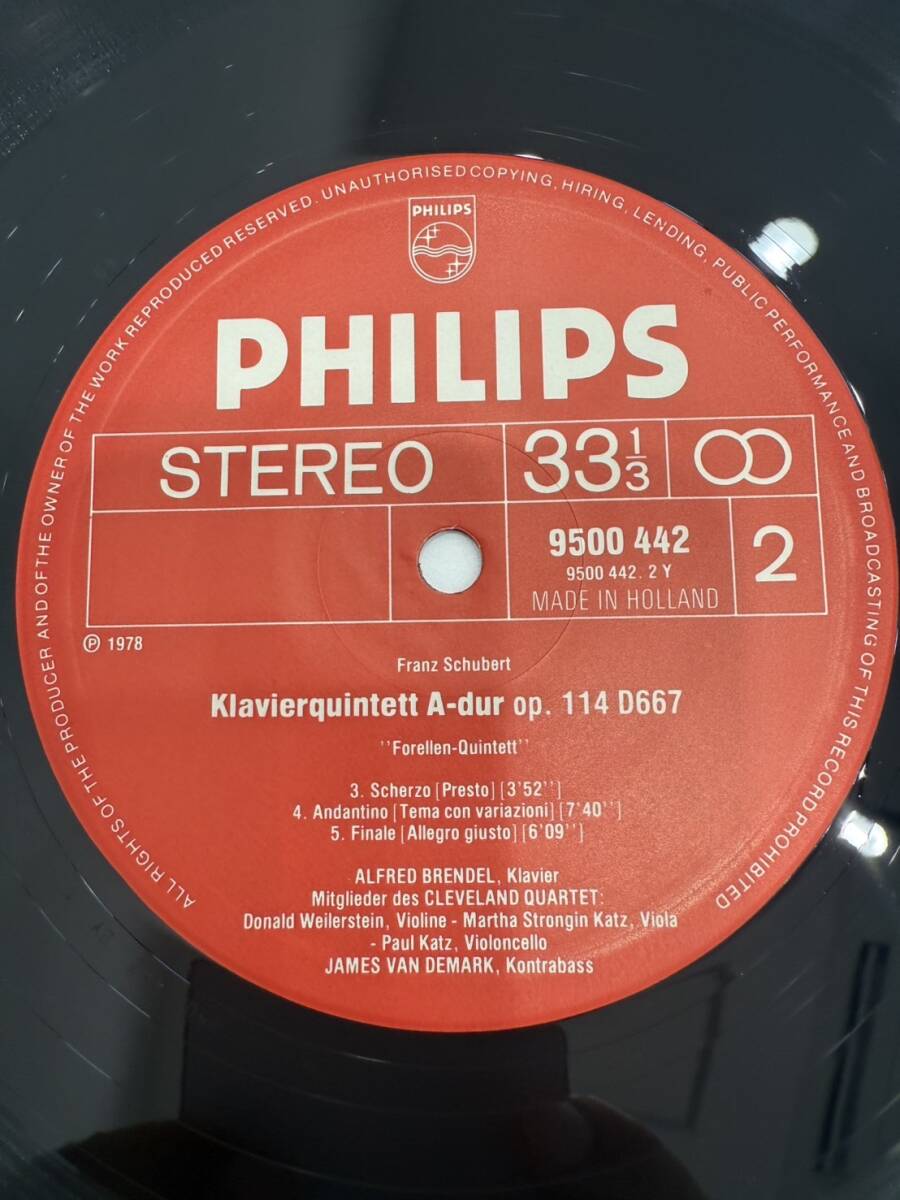 ALL RIGHTS OF THE PRODUCER AND OF THE OWNER OF THE WORK REPRODUCED RESERVED. UNAUTHORISED COPYING, HIRING, LENDING, PUBLIC PERFORMANCE AND BROADCASTING OF THIS RECORD PROHIBITED
PHILIPS
PHILIPS
STEREO 33 1/3
9500 442
9500 442. 2 Y
MADE IN HOLLAND
2
℗ 1978
Franz Schubert
Klavierquintett A-dur op. 114 D667
''Forellen-Quintett''
3. Scherzo [Presto] [3'52'']
4. Andantino [Tema con variazioni] [7'40'']
5. Finale [Allegro giusto] [6'09'']
ALFRED BRENDEL, Klavier
Mitglieder des CLEVELAND QUARTET:
Donald Weilerstein, Violine - Martha Strongin Katz, Viola
- Paul Katz, Violoncello
JAMES VAN DEMARK, Kontrabass